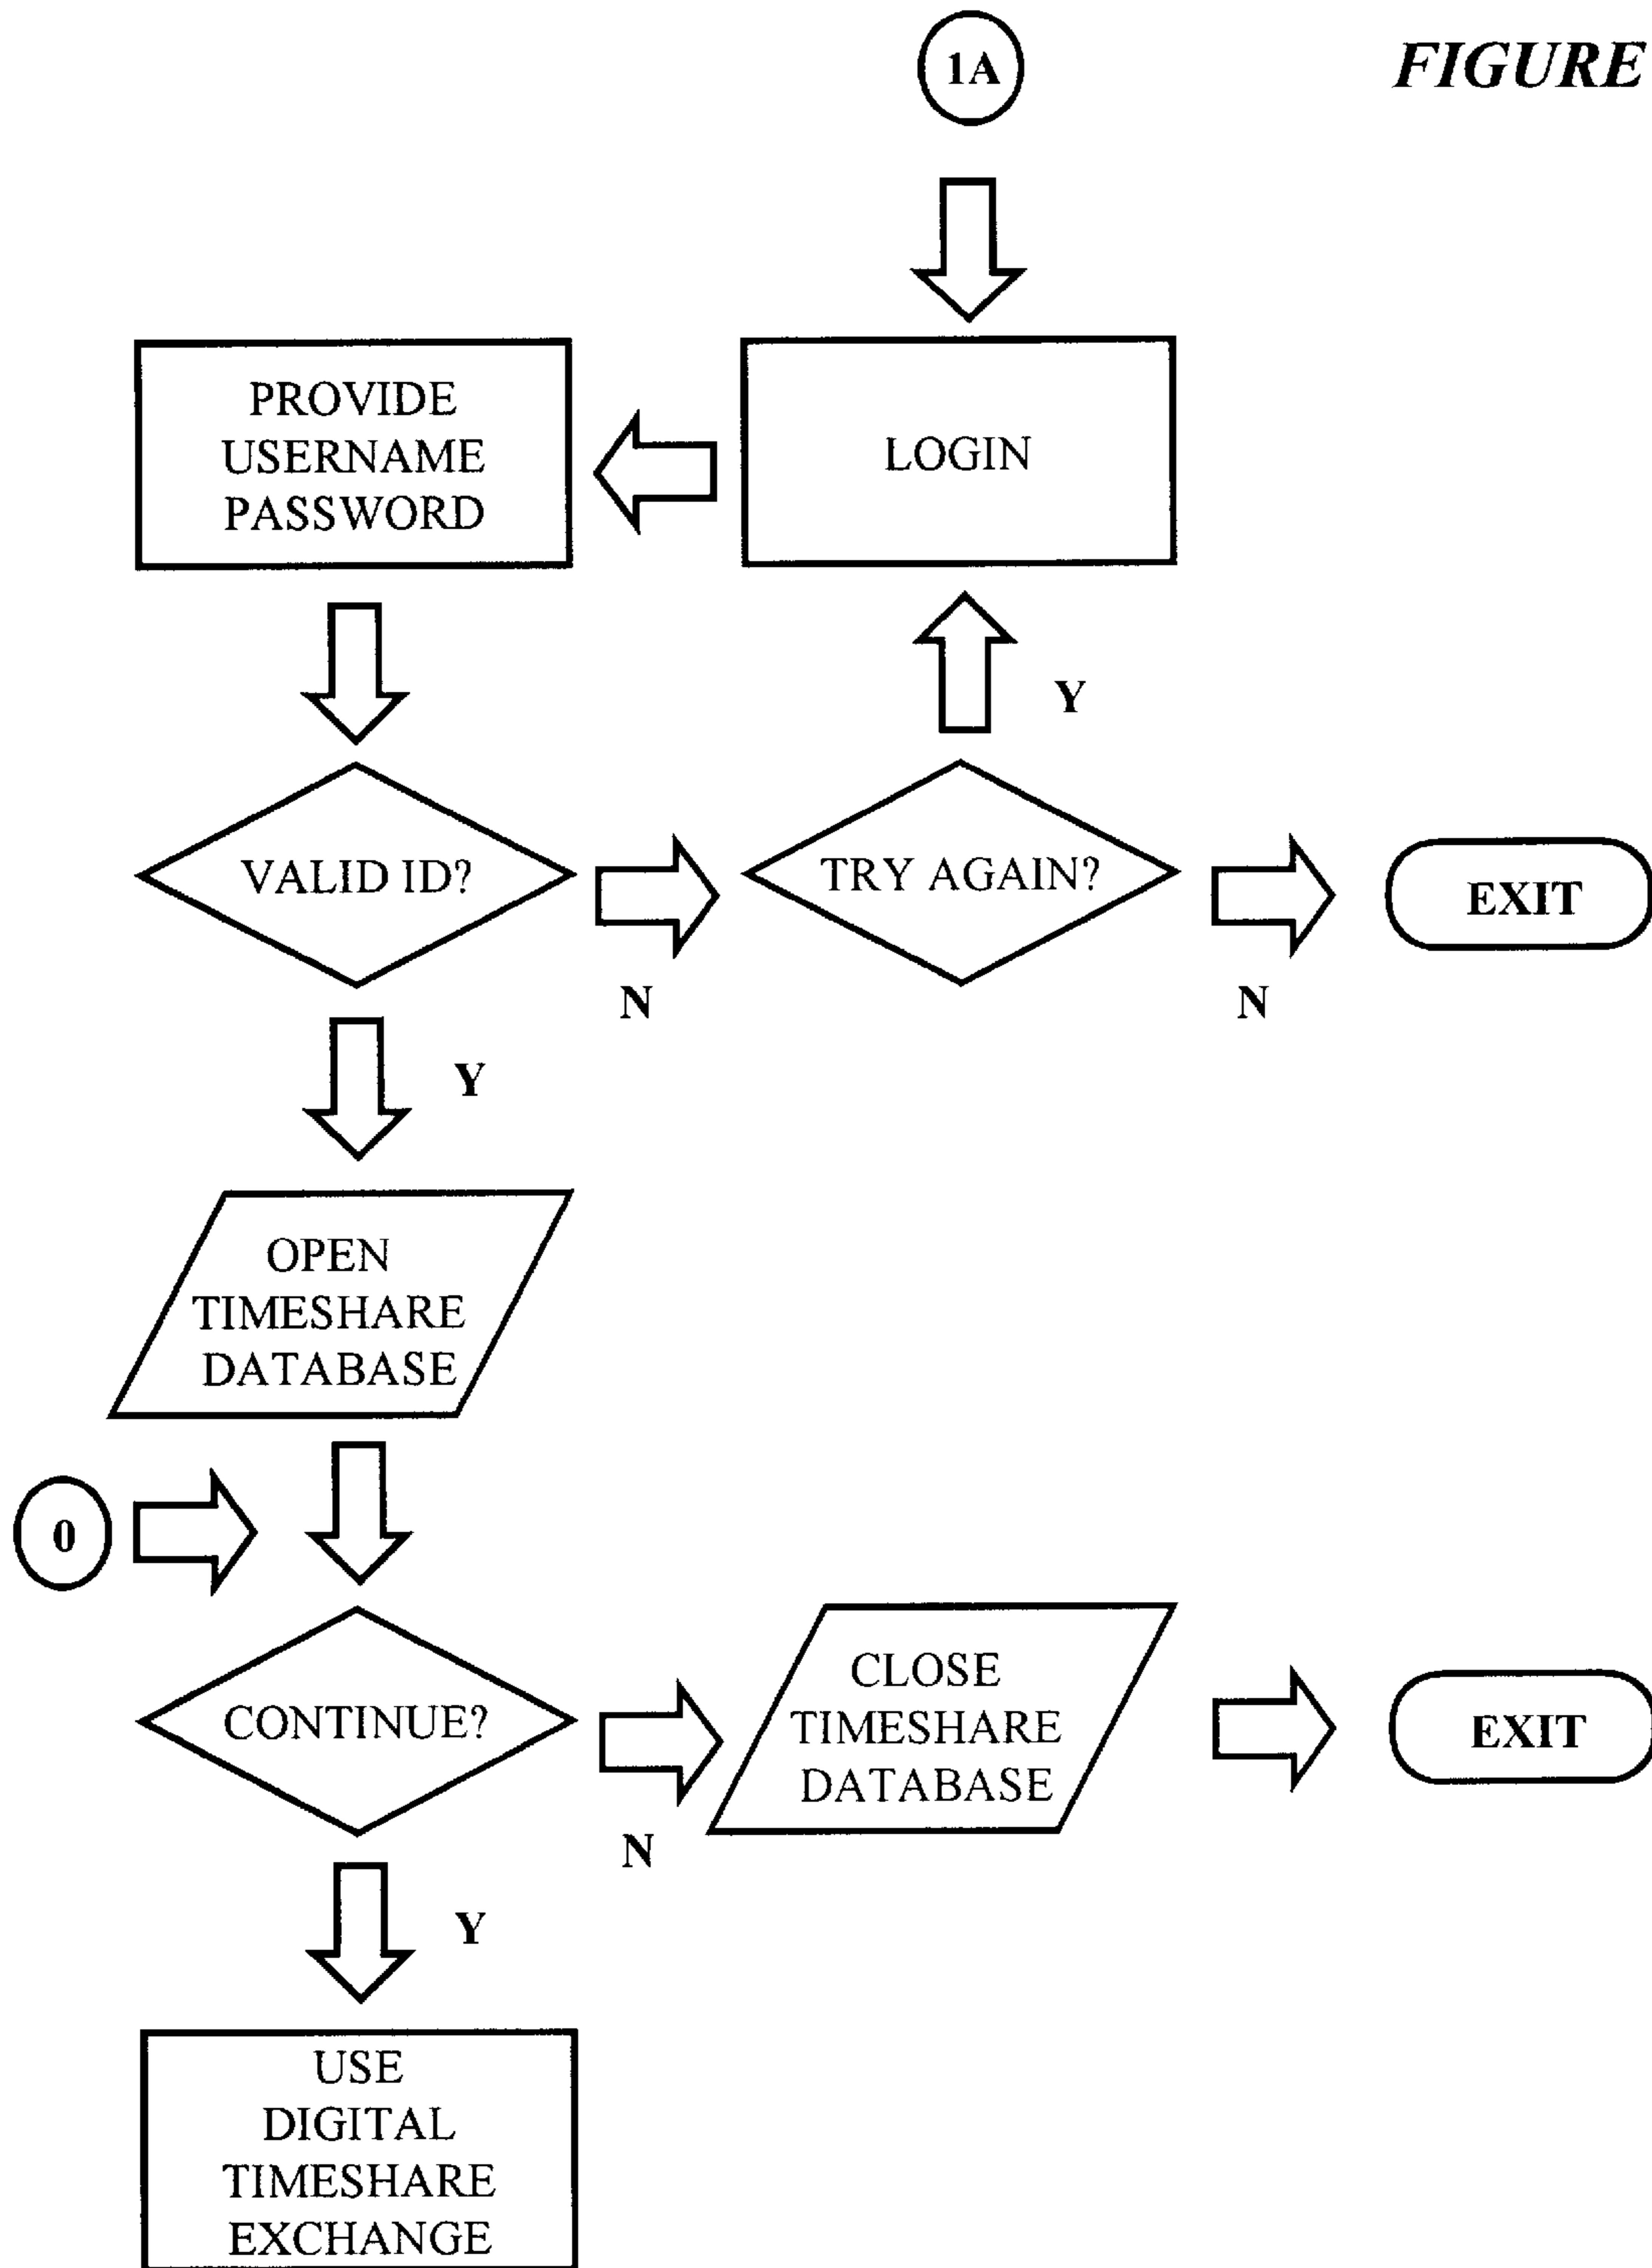 1A
FIGURE
PROVIDE
USERNAME
PASSWORD
LOGIN
Y
VALID ID?
TRY AGAIN?
EXIT
N
N
Y
OPEN
TIMESHARE
DATABASE
0
CONTINUE?
CLOSE
TIMESHARE
DATABASE
EXIT
N
Y
USE
DIGITAL
TIMESHARE
EXCHANGE